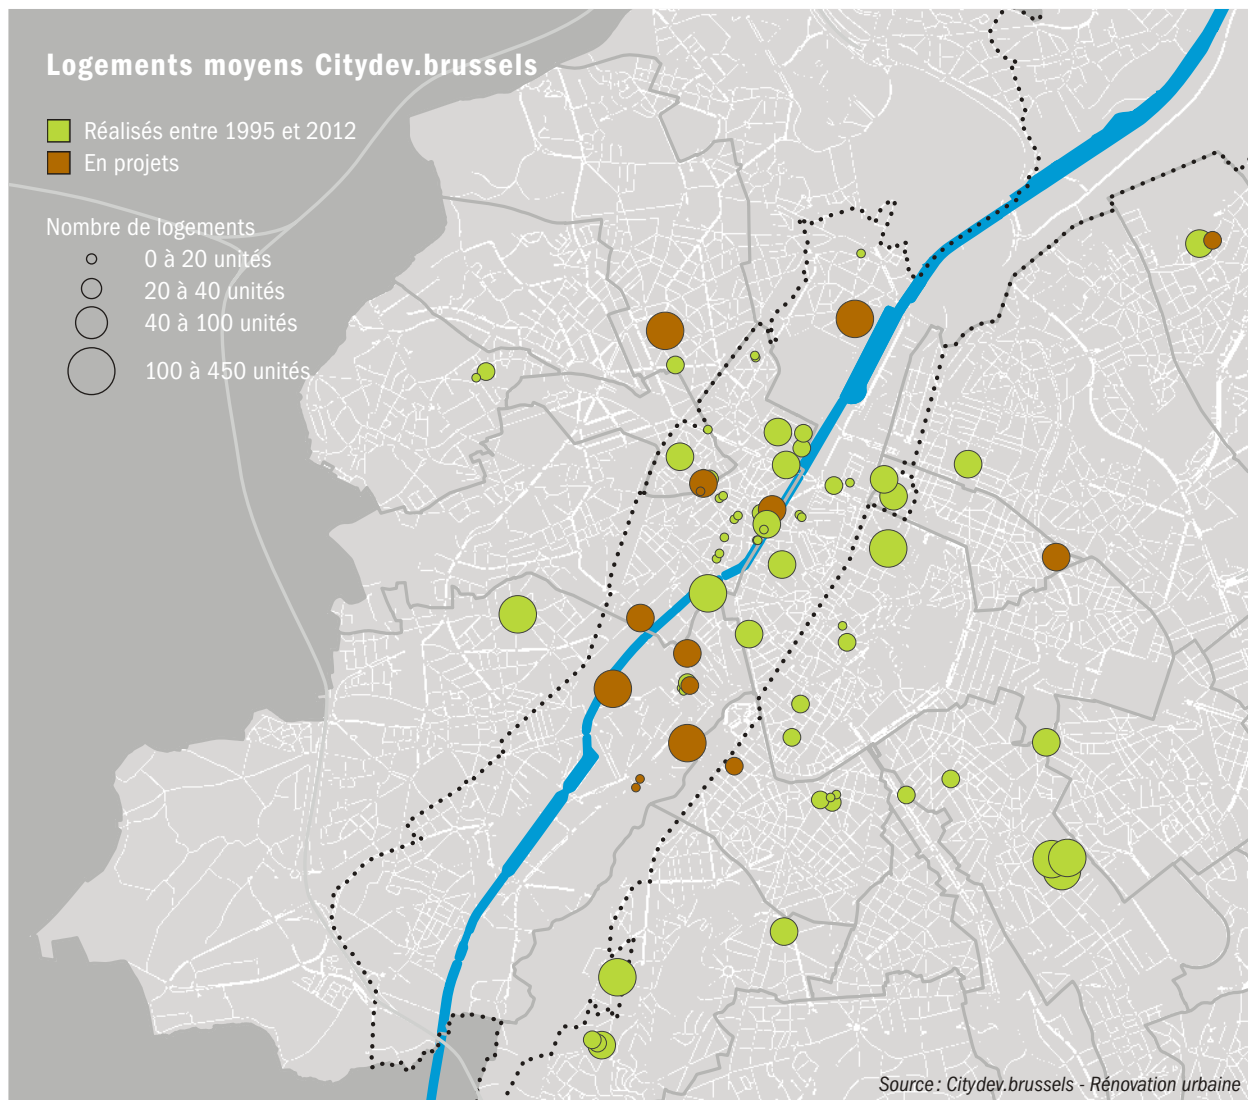 Logements moyens Citydev.brussels
Réalisés entre 1995 et 2012
En projets
Nombre de logements
0 à 20 unités
20 à 40 unités
40 à 100 unités
100 à 450 unités
Source : Citydev.brussels - Rénovation urbaine